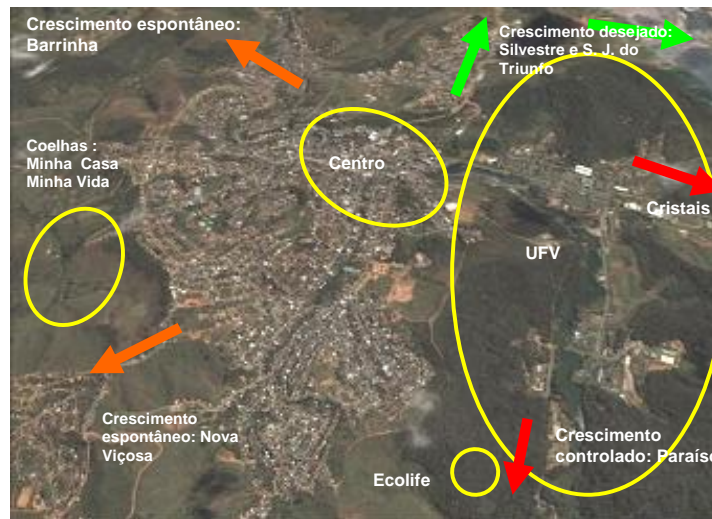 Crescimento espontâneo:
Barrinha
Crescimento desejado:
Silvestre e S. J. do
Triunfo
Coelhas :
Minha Casa
Minha Vida
Centro
Cristais
UFV
Crescimento
espontâneo: Nova
Viçosa
Crescimento
controlado: Paraíso
Ecolife